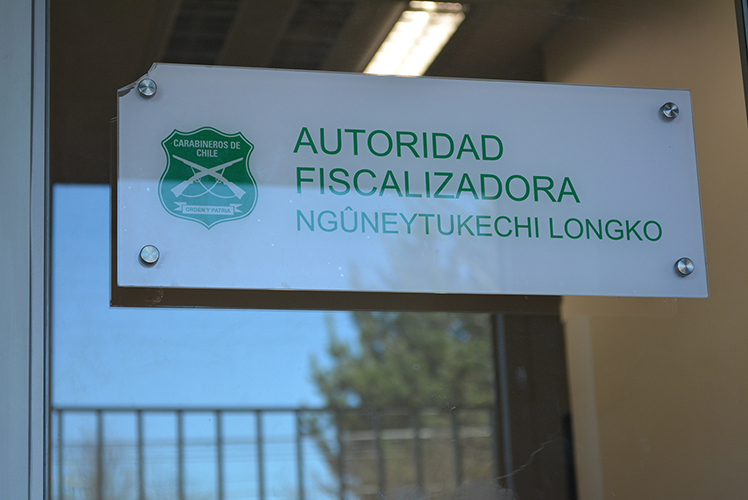 CARABINEROS DE
CHILE
ORDEN Y PATRIA
AUTORIDAD
FISCALIZADORA
NGÛNEYTUKECHI LONGKO